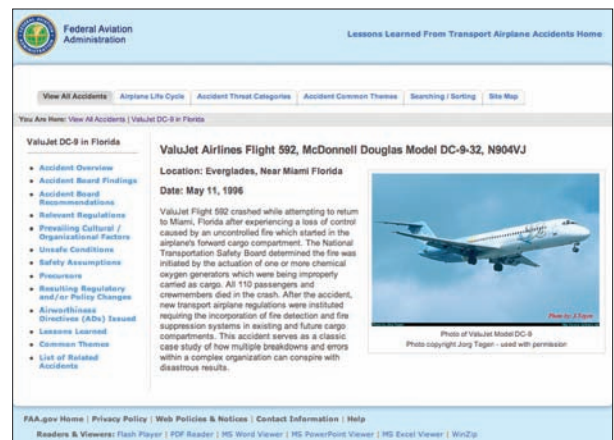 Federal Aviation
Administration
Lessons Learned From Transport Airplane Accidents Home
View All Accidents Airplane Life Cycle Accident Threat Categories Accident Common Themes Searching / Sorting Site Map
You Are Here: View All Accidents | ValuJet DC-9 in Florida
ValuJet DC-9 in Florida
Accident Overview
Accident Board Findings
Accident Board
Recommendations
Relevant Regulations
Prevailing Cultural /
Organizational Factors
Unsafe Conditions
Safety Assumptions
Precursors
Resulting Regulatory
and/or Policy Changes
Airworthiness
Directives (ADs) Issued
Lessons Learned
Common Themes
List of Related
Accidents
ValuJet Airlines Flight 592, McDonnell Douglas Model DC-9-32, N904VJ
Location: Everglades, Near Miami Florida
Date: May 11, 1996
ValuJet Flight 592 crashed while attempting to return
to Miami, Florida after experiencing a loss of control
caused by an uncontrolled fire which started in the
airplane's forward cargo compartment. The National
Transportation Safety Board determined the fire was
initiated by the actuation of one or more chemical
oxygen generators which were being improperly
carried as cargo. All 110 passengers and
crewmembers died in the crash. After the accident,
new transport airplane regulations were instituted
requiring the incorporation of fire detection and fire
suppression systems in existing and future cargo
compartments. This accident serves as a classic
case study of how multiple breakdowns and errors
within a complex organization can conspire with
disastrous results.
Photo of ValuJet Model DC-9
Photo copyright Jorg Tegen - used with permission
FAA.gov Home | Privacy Policy | Web Policies & Notices | Contact Information | Help
Readers & Viewers: Flash Player | PDF Reader | MS Word Viewer | MS PowerPoint Viewer | MS Excel Viewer | WinZip